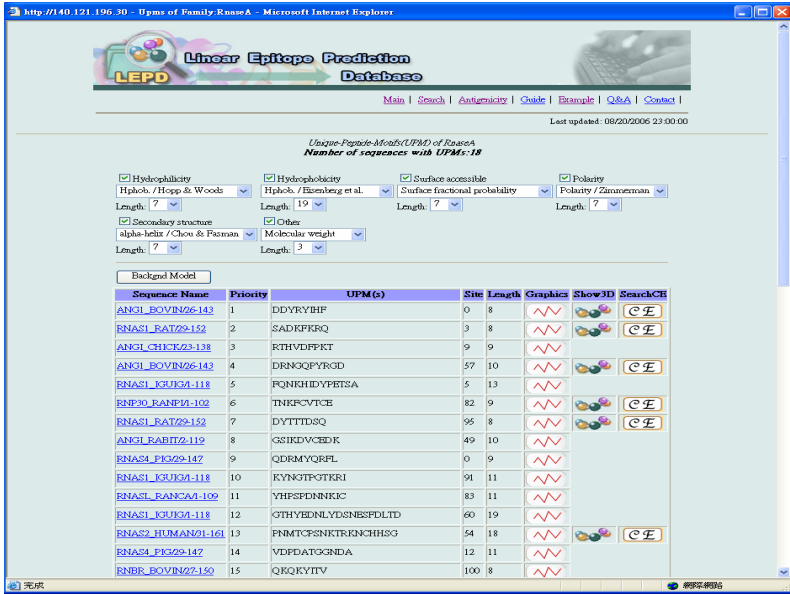 http://140.121.196.30 - Upms of Family:RnaseA - Microsoft Internet Explorer
LEPD Linear Epitope Prediction
Database
Main | Search | Antigenicity | Guide | Example | Q&A | Contact |
Last updated: 08/20/2006 23:00:00
Unique-Peptide-Motifs(UPM) of RnaseA
Number of sequences with UPMs:18
Hydrophilicity Hydrophobicity Surface accessible Polarity
Hphob. / Hopp & Woods Hphob. / Eisenberg et al. Surface fractional probability Polarity / Zimmerman
Length: 7 Length: 19 Length: 7 Length: 7
Secondary structure Other
alpha-helix / Chou & Fasman Molecular weight
Length: 7 Length: 3
Backgnd Model
Sequence Name Priority UPM(s) Site Length Graphics Show3D SearchCE
ANG1_BOVIN/26-143 1 DDYRYIHF 0 8 CE
RNAS1_RAT/29-152 2 SADKFKRQ 3 8 CE
ANGI_CHICK/23-138 3 RTHVDFPKT 9 9
ANG1_BOVIN/26-143 4 DRNGQPYRGD 57 10 CE
RNAS1_IGUIG/1-118 5 FQNKHIDYPETSA 5 13
RNP30_RANPI/1-102 6 TNKFCVTCE 82 9 CE
RNAS1_RAT/29-152 7 DYTTTDSQ 95 8 CE
ANGI_RABIT/2-119 8 GSIKDVCEDK 49 10
RNAS4_PIG/29-147 9 QDRMYQRFL 0 9
RNAS1_IGUIG/1-118 10 KYNGTPGTKRI 91 11
RNASL_RANCA/1-109 11 YHPSPDNNKIC 83 11
RNAS1_IGUIG/1-118 12 GTHYEDNLYDSNESFDLTD 60 19
RNAS2_HUMAN/31-161 13 PNMTCPSNKTRKNCHHSG 54 18 CE
RNAS4_PIG/29-147 14 VDPDATGGNDA 12 11
RNBR_BOVIN/27-150 15 QKQKYITV 100 8
完成 網際網路